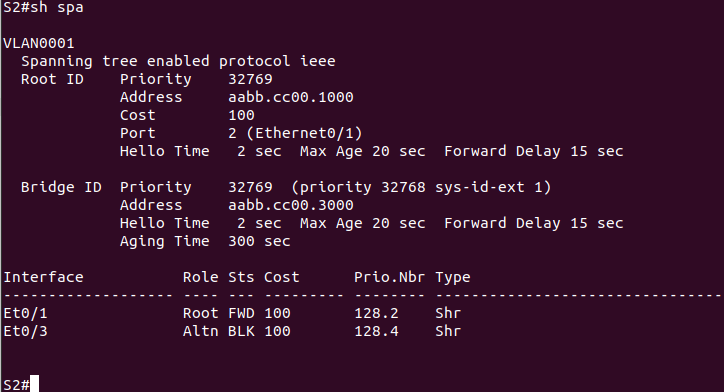 S2#sh spa
VLAN0001
  Spanning tree enabled protocol ieee
  Root ID    Priority    32769
             Address     aabb.cc00.1000
             Cost        100
             Port        2 (Ethernet0/1)
             Hello Time   2 sec  Max Age 20 sec  Forward Delay 15 sec
  Bridge ID  Priority    32769  (priority 32768 sys-id-ext 1)
             Address     aabb.cc00.3000
             Hello Time   2 sec  Max Age 20 sec  Forward Delay 15 sec
             Aging Time  300 sec
Interface           Role Sts Cost      Prio.Nbr Type
------------------- ---- --- --------- -------- --------------------------------
Et0/1               Root FWD 100       128.2    Shr
Et0/3               Altn BLK 100       128.4    Shr
S2#